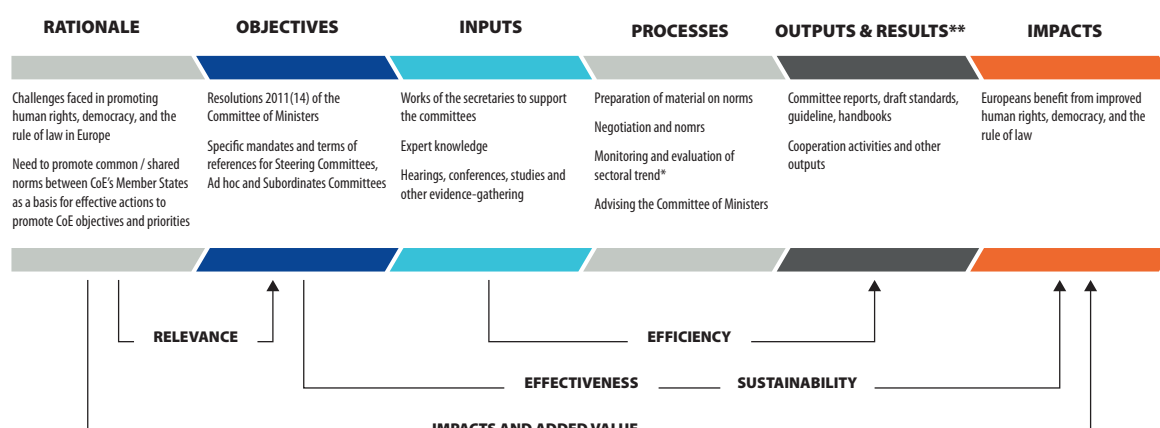 RATIONALE
OBJECTIVES
INPUTS
PROCESSES
OUTPUTS & RESULTS**
IMPACTS
Challenges faced in promoting
human rights, democracy, and the
rule of law in Europe
Need to promote common / shared
norms between CoE's Member States
as a basis for effective actions to
promote CoE objectives and priorities
Resolutions 2011(14) of the
Committee of Ministers
Specific mandates and terms of
references for Steering Committees,
Ad hoc and Subordinates Committees
Works of the secretaries to support
the committees
Expert knowledge
Hearings, conferences, studies and
other evidence-gathering
Preparation of material on norms
Negotiation and nomrs
Monitoring and evaluation of
sectoral trend*
Advising the Committee of Ministers
Committee reports, draft standards,
guideline, handbooks
Cooperation activities and other
outputs
Europeans benefit from improved
human rights, democracy, and the
rule of law
RELEVANCE
EFFICIENCY
EFFECTIVENESS
SUSTAINABILITY
IMPACTS AND ADDED VALUE